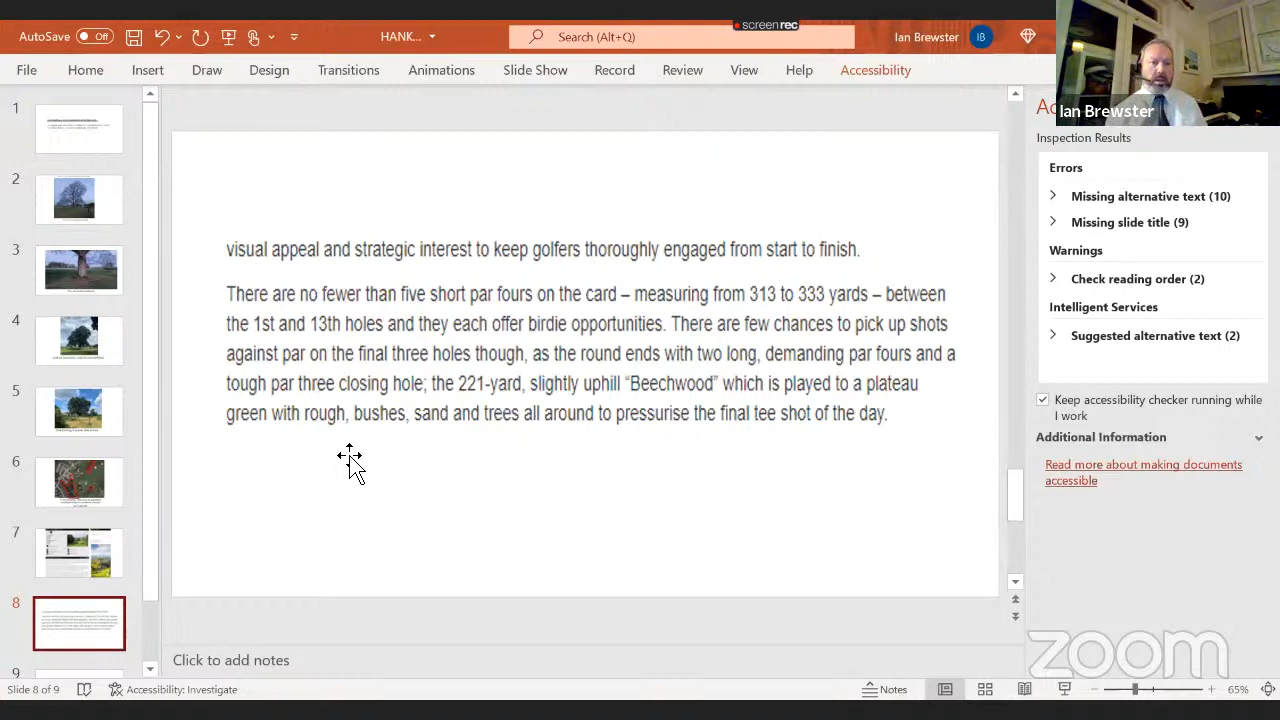 screenrec
AutoSave Off HANK... Search (Alt+Q) Ian Brewster IB
File Home Insert Draw Design Transitions Animations Slide Show Record Review View Help Accessibility
Ian Brewster
Inspection Results
Errors
Missing alternative text (10)
Missing slide title (9)
Warnings
Check reading order (2)
Intelligent Services
Suggested alternative text (2)
Keep accessibility checker running while
I work
Additional Information
Read more about making documents
accessible
1
2
3
4
5
6
7
8
9
visual appeal and strategic interest to keep golfers thoroughly engaged from start to finish.
There are no fewer than five short par fours on the card – measuring from 313 to 333 yards – between
the 1st and 13th holes and they each offer birdie opportunities. There are few chances to pick up shots
against par on the final three holes though, as the round ends with two long, demanding par fours and a
tough par three closing hole; the 221-yard, slightly uphill “Beechwood” which is played to a plateau
green with rough, bushes, sand and trees all around to pressurise the final tee shot of the day.
Click to add notes
zoom
Slide 8 of 9 Accessibility: Investigate Notes 65%